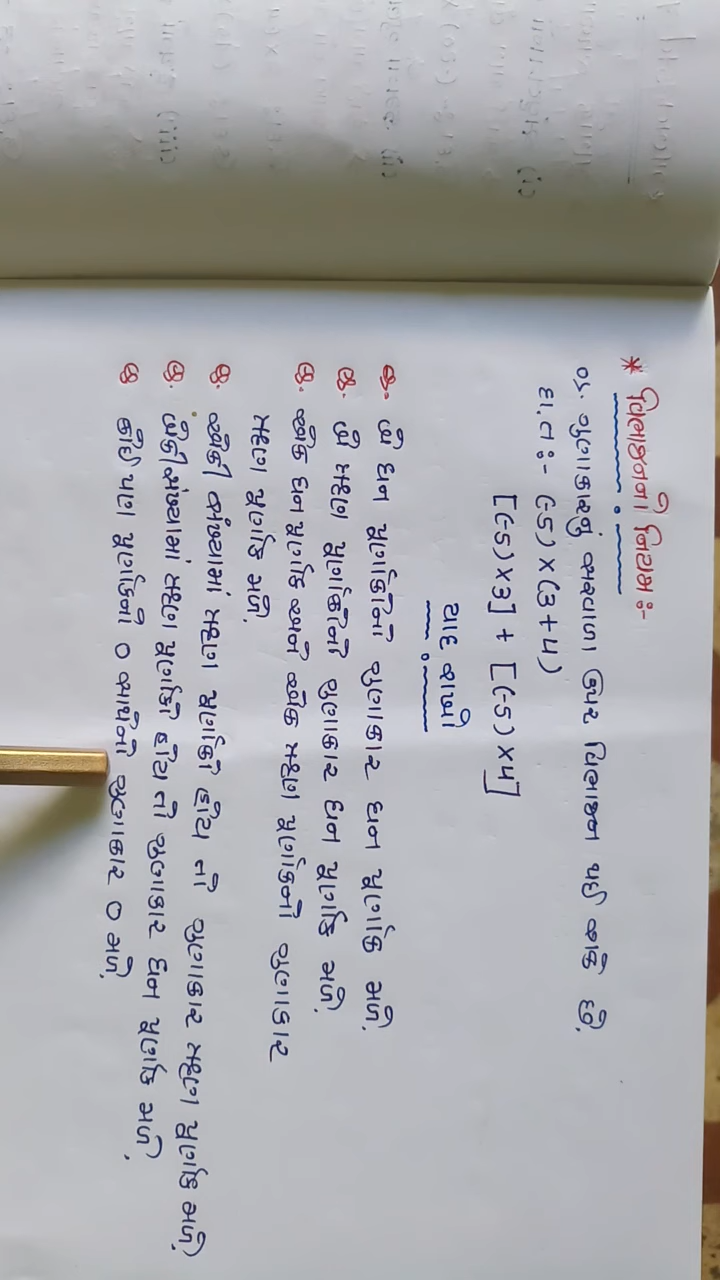 * વિભાજનનો નિયમ :-
૦૬. ગુણાકારનું સરવાળા ઉપર વિભાજન થઈ શકે છે.
દા.ત :- (-5) × (3+4)
[(-5) × 3] + [(-5) × 4]
યાદ રાખો
બે ધન પૂર્ણાંકોનો ગુણાકાર ધન પૂર્ણાંક મળે.
બે ઋણ પૂર્ણાંકોનો ગુણાકાર ધન પૂર્ણાંક મળે.
એક ધન પૂર્ણાંક અને એક ઋણ પૂર્ણાંકનો ગુણાકાર
ઋણ પૂર્ણાંક મળે.
એકી સંખ્યામાં ઋણ પૂર્ણાંકો હોય તો ગુણાકાર ઋણ પૂર્ણાંક મળે.
બેકી સંખ્યામાં ઋણ પૂર્ણાંકો હોય તો ગુણાકાર ધન પૂર્ણાંક મળે.
કોઈ પણ પૂર્ણાંકનો 0 સાથેનો ગુણાકાર 0 મળે.